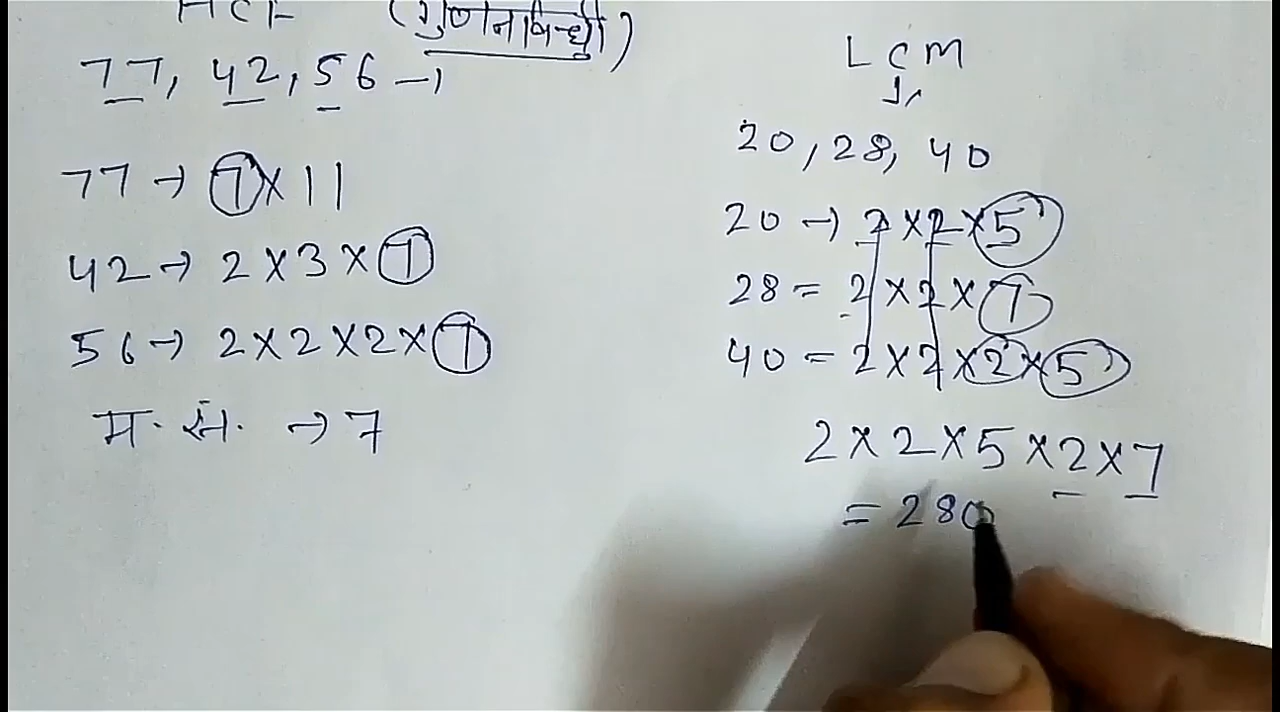 HCF (गुणनविन्धी)
77, 42, 56 →
77 → 7 × 11
42 → 2 × 3 × 7
56 → 2 × 2 × 2 × 7
म. सं. → 7
LCM
20, 28, 40
20 → 2 × 2 × 5
28 = 2 × 2 × 7
40 = 2 × 2 × 2 × 5
2 × 2 × 5 × 2 × 7
= 280